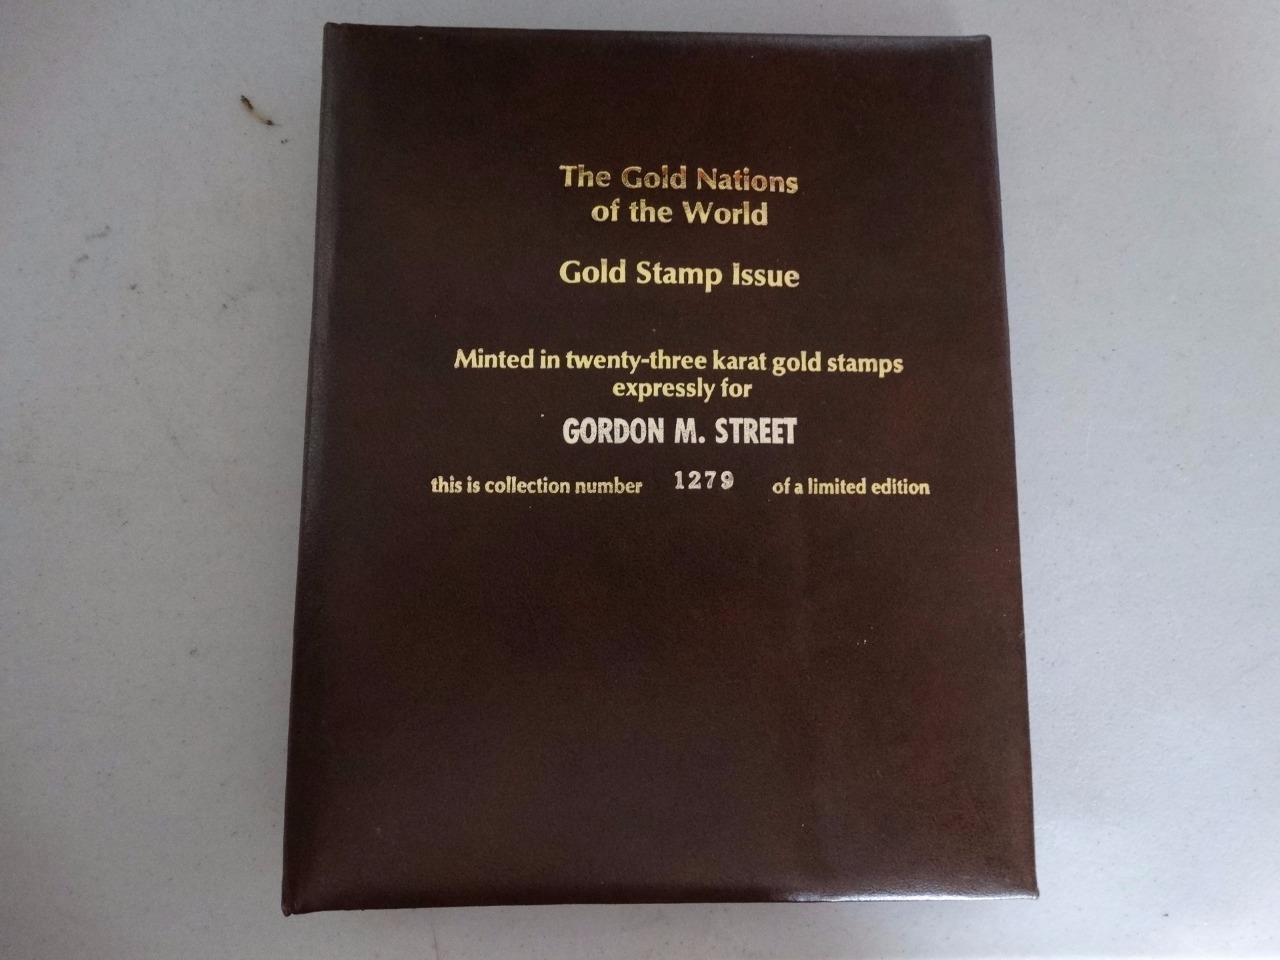 The Gold Nations
of the World
Gold Stamp Issue
Minted in twenty-three karat gold stamps
expressly for
GORDON M. STREET
this is collection number 1279 of a limited edition